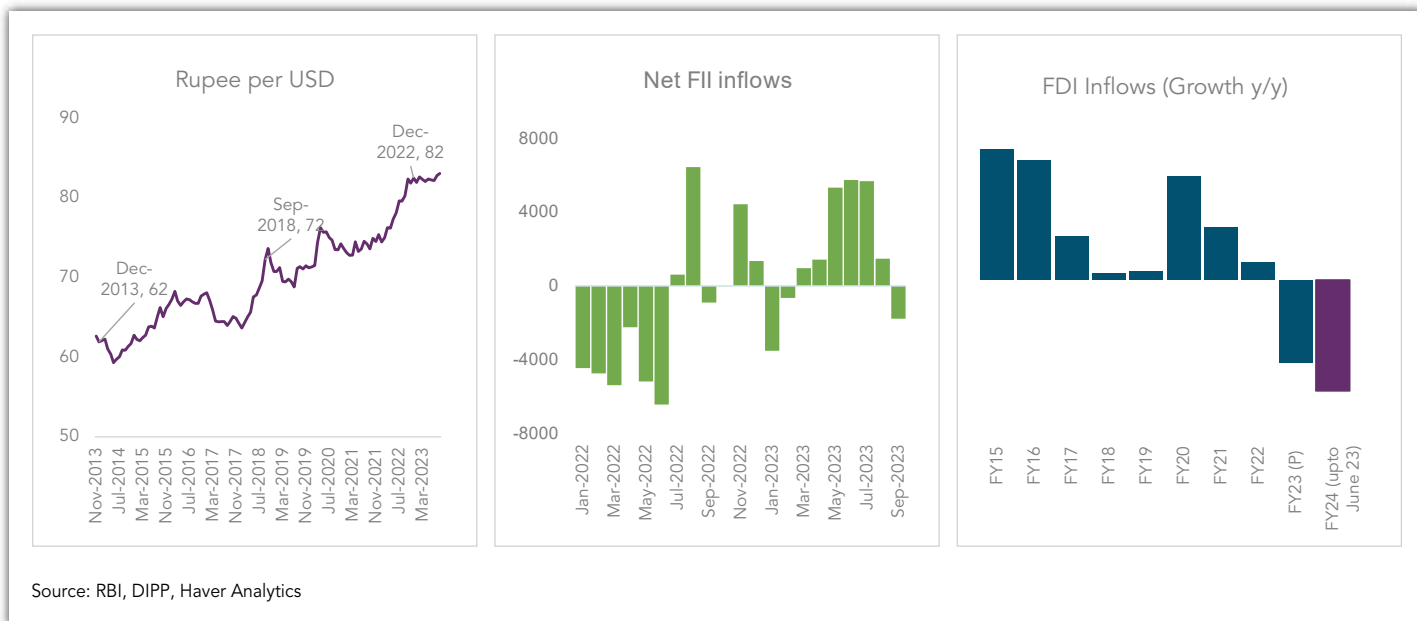 Rupee per USD
90
80
70
60
50
Dec-
2013, 62
Sep-
2018, 72
Dec-
2022, 82
Nov-2013
Jul-2014
Mar-2015
Nov-2015
Jul-2016
Mar-2017
Nov-2017
Jul-2018
Mar-2019
Nov-2019
Jul-2020
Mar-2021
Nov-2021
Jul-2022
Mar-2023
Net FII inflows
8000
4000
0
-4000
-8000
Jan-2022
Mar-2022
May-2022
Jul-2022
Sep-2022
Nov-2022
Jan-2023
Mar-2023
May-2023
Jul-2023
Sep-2023
FDI Inflows (Growth y/y)
FY15
FY16
FY17
FY18
FY19
FY20
FY21
FY22
FY23 (P)
FY24 (upto
June 23)
Source: RBI, DIPP, Haver Analytics